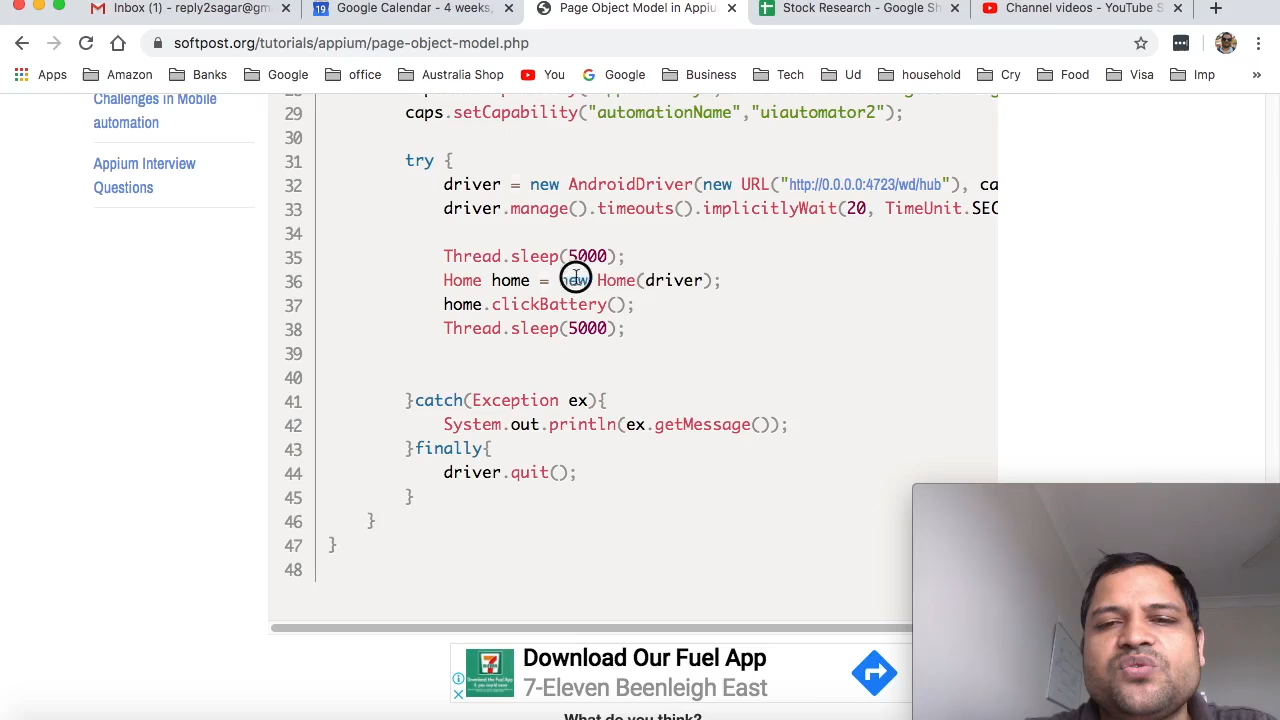 Inbox (15) - reply2sagar@gm
Google Calendar - 4 weeks,
Page Object Model in Appiu
Stock Research - Google Sh
Channel videos - YouTube S
softpost.org/tutorials/appium/page-object-model.php
Apps
Amazon
Banks
Google
office
Australia Shop
You
Google
Business
Tech
Ud
household
Cry
Food
Visa
Imp
»
Challenges in Mobile
automation
Appium Interview
Questions
29 caps.setCapability("automationName","uiautomator2");
30
31 try {
32 driver = new AndroidDriver(new URL("http://0.0.0.0:4723/wd/hub"), ca
33 driver.manage().timeouts().implicitlyWait(20, TimeUnit.SEC
34
35 Thread.sleep(5000);
36 Home home = new Home(driver);
37 home.clickBattery();
38 Thread.sleep(5000);
39
40
41 }catch(Exception ex){
42 System.out.println(ex.getMessage());
43 }finally{
44 driver.quit();
45 }
46 }
47 }
48
Download Our Fuel App
7-Eleven Beenleigh East
What do you think?